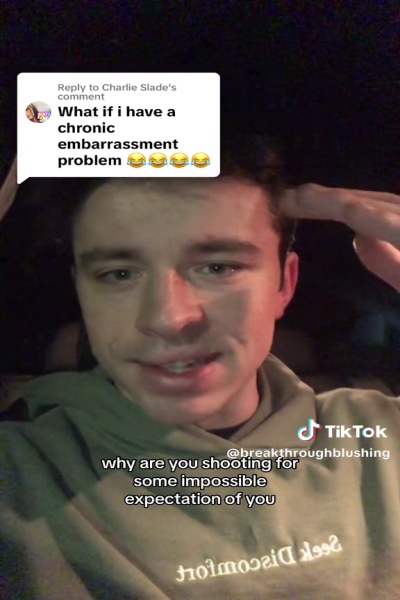 Reply to Charlie Slade's
comment
What if i have a
chronic
embarrassment
problem 😂😂😂😂
TikTok
@breakthroughblushing
why are you shooting for
some impossible
expectation of you
Seek Discomfort